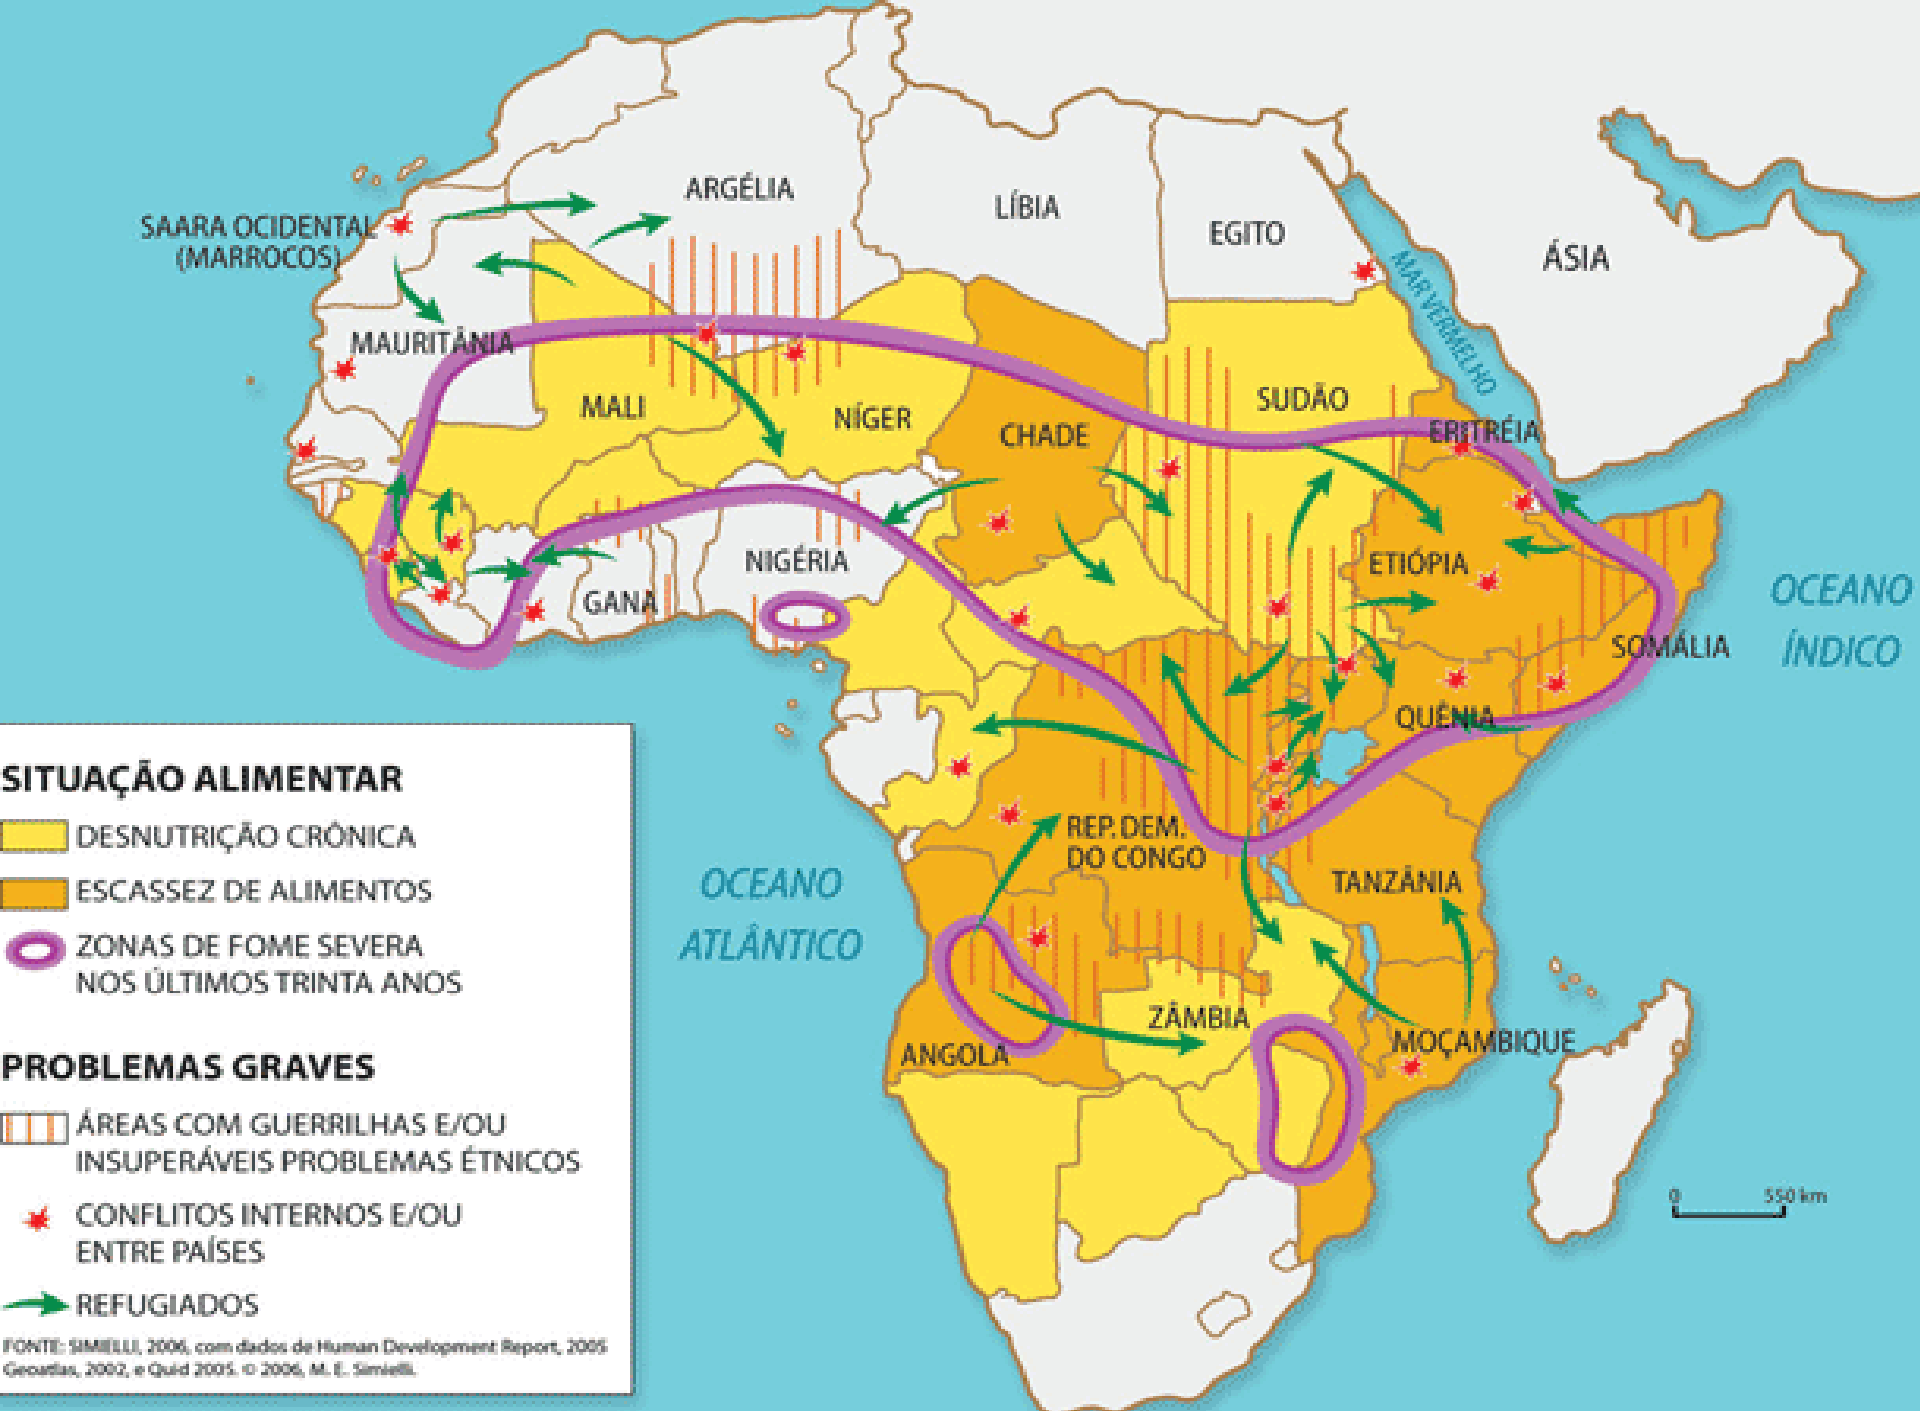 ARGÉLIA
LÍBIA
EGITO
ÁSIA
SAARA OCIDENTAL
(MARROCOS)
MAR VERMELHO
MAURITÂNIA
MALI
NÍGER
CHADE
SUDÃO
ERITRÉIA
NIGÉRIA
GANA
ETIÓPIA
SOMÁLIA
OCEANO
ÍNDICO
QUÊNIA
REP. DEM.
DO CONGO
TANZÂNIA
OCEANO
ATLÂNTICO
ZÂMBIA
MOÇAMBIQUE
ANGOLA
0 550 km
SITUAÇÃO ALIMENTAR
DESNUTRIÇÃO CRÔNICA
ESCASSEZ DE ALIMENTOS
ZONAS DE FOME SEVERA
NOS ÚLTIMOS TRINTA ANOS
PROBLEMAS GRAVES
ÁREAS COM GUERRILHAS E/OU
INSUPERÁVEIS PROBLEMAS ÉTNICOS
CONFLITOS INTERNOS E/OU
ENTRE PAÍSES
REFUGIADOS
FONTE: SIMIELLI, 2006, com dados de Human Development Report, 2005
Geoatlas, 2002, e Quid 2005. © 2006, M. E. Simielli.